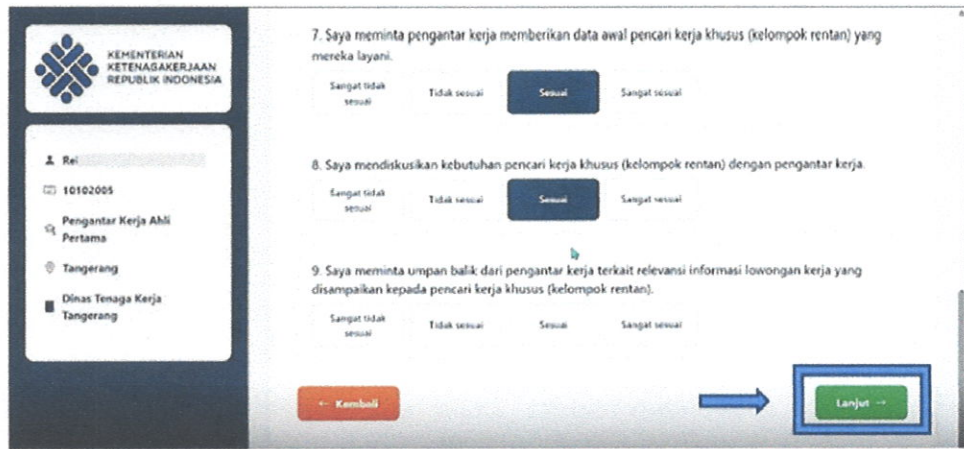 KEMENTERIAN
KETENAGAKERJAAN
REPUBLIK INDONESIA
Rel
10102005
Pengantar Kerja Ahli
Pertama
Tangerang
Dinas Tenaga Kerja
Tangerang
7. Saya meminta pengantar kerja memberikan data awal pencari kerja khusus (kelompok rentan) yang
mereka layani.
Sangat tidak
sesuai
Tidak sesuai
Sesuai
Sangat sesuai
8. Saya mendiskusikan kebutuhan pencari kerja khusus (kelompok rentan) dengan pengantar kerja.
Sangat tidak
sesuai
Tidak sesuai
Sesuai
Sangat sesuai
9. Saya meminta umpan balik dari pengantar kerja terkait relevansi informasi lowongan kerja yang
disampaikan kepada pencari kerja khusus (kelompok rentan).
Sangat tidak
sesuai
Tidak sesuai
Sesuai
Sangat sesuai
← Kembali
Lanjut →